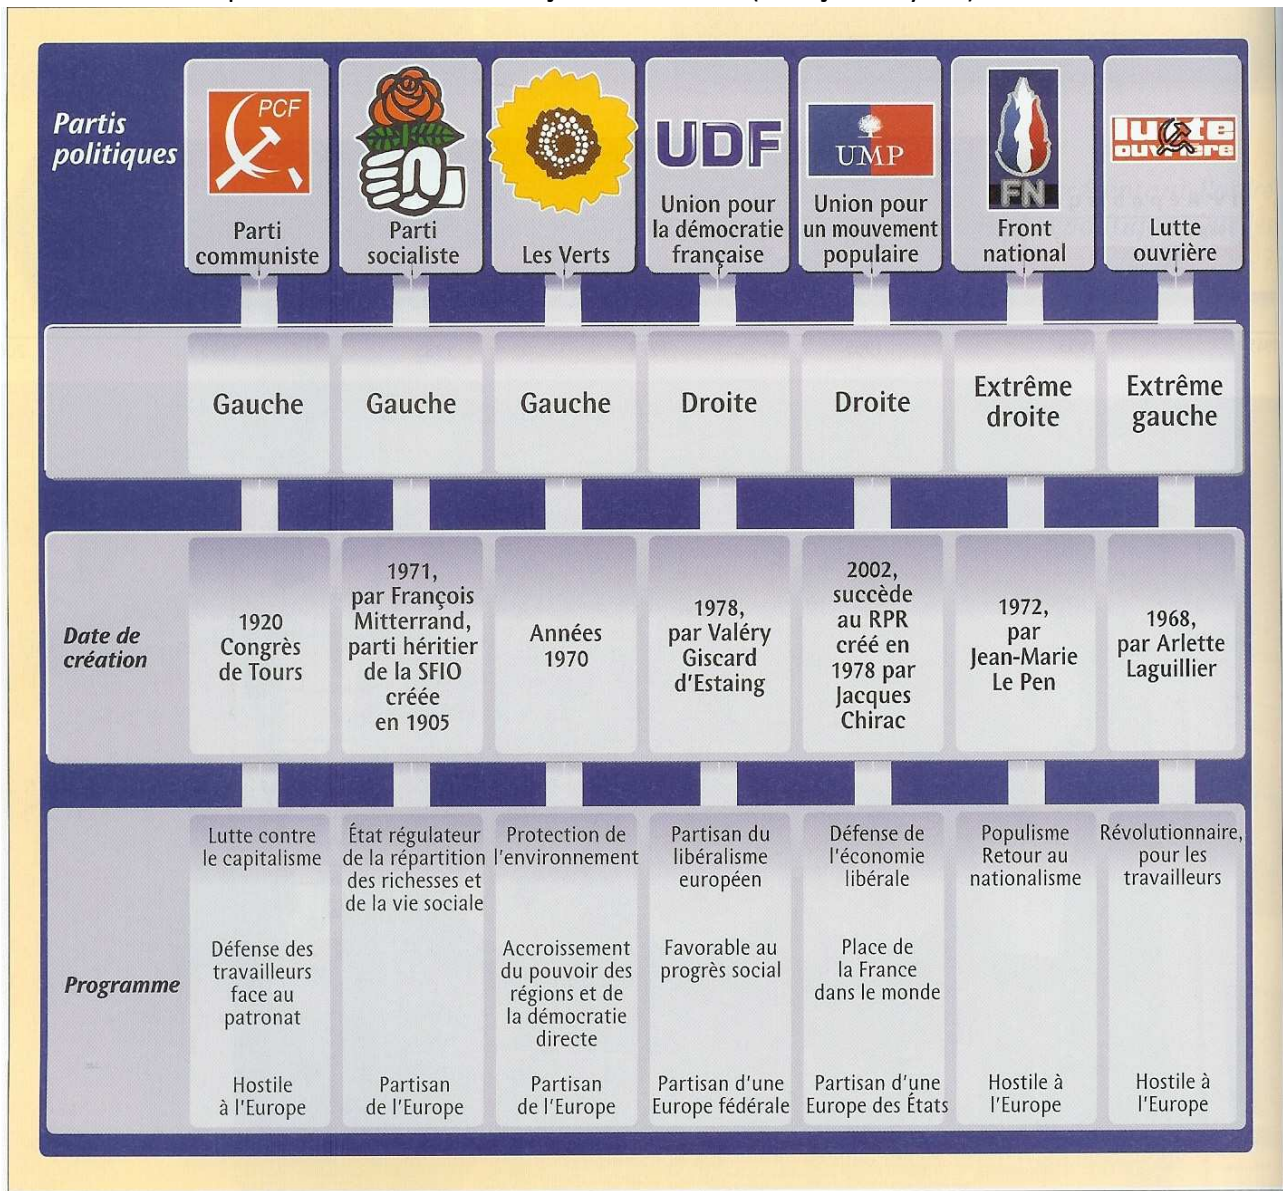 Partis
politiques
PCF
Parti
communiste
Parti
socialiste
Les Verts
UDF
Union pour
la démocratie
française
UMP
Union pour
un mouvement
populaire
FN
Front
national
lutte
ouvrière
Lutte
ouvrière
Gauche
Gauche
Gauche
Droite
Droite
Extrême
droite
Extrême
gauche
Date de
création
1920
Congrès
de Tours
1971,
par François
Mitterrand,
parti héritier
de la SFIO
créée
en 1905
Années
1970
1978,
par Valéry
Giscard
d'Estaing
2002,
succède
au RPR
créé en
1978 par
Jacques
Chirac
1972,
par
Jean-Marie
Le Pen
1968,
par Arlette
Laguillier
Programme
Lutte contre
le capitalisme
Défense des
travailleurs
face au
patronat
Hostile
à l'Europe
État régulateur
de la répartition
des richesses et
de la vie sociale
Partisan
de l'Europe
Protection de
l'environnement
Accroissement
du pouvoir des
régions et de
la démocratie
directe
Partisan
de l'Europe
Partisan du
libéralisme
européen
Favorable au
progrès social
Partisan d'une
Europe fédérale
Défense de
l'économie
libérale
Place de
la France
dans le monde
Partisan d'une
Europe des États
Populisme
Retour au
nationalisme
Hostile à
l'Europe
Révolutionnaire,
pour les
travailleurs
Hostile à
l'Europe